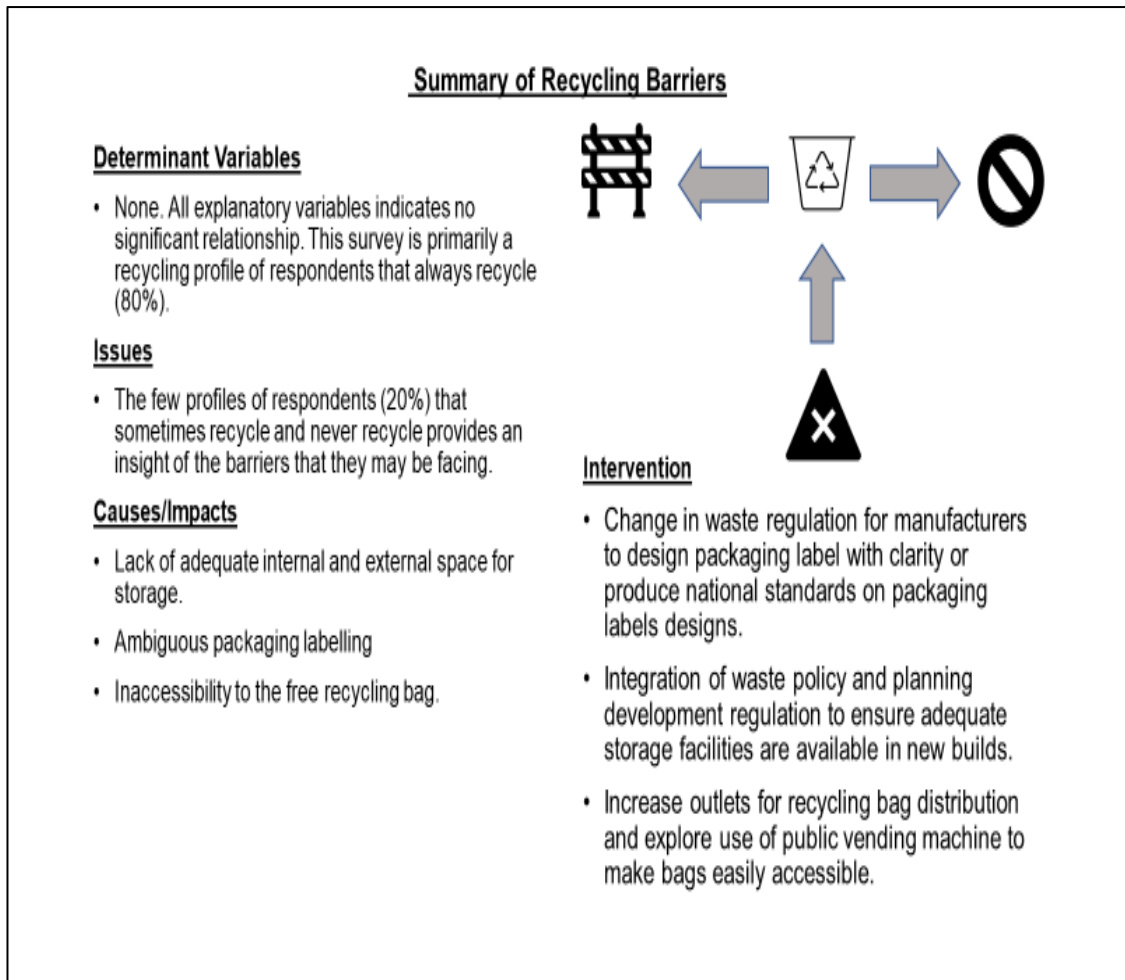 Summary of Recycling Barriers
Determinant Variables
• None. All explanatory variables indicates no
significant relationship. This survey is primarily a
recycling profile of respondents that always recycle
(80%).
Issues
• The few profiles of respondents (20%) that
sometimes recycle and never recycle provides an
insight of the barriers that they may be facing.
Causes/Impacts
• Lack of adequate internal and external space for
storage.
• Ambiguous packaging labelling
• Inaccessibility to the free recycling bag.
Intervention
• Change in waste regulation for manufacturers
to design packaging label with clarity or
produce national standards on packaging
labels designs.
• Integration of waste policy and planning
development regulation to ensure adequate
storage facilities are available in new builds.
• Increase outlets for recycling bag distribution
and explore use of public vending machine to
make bags easily accessible.